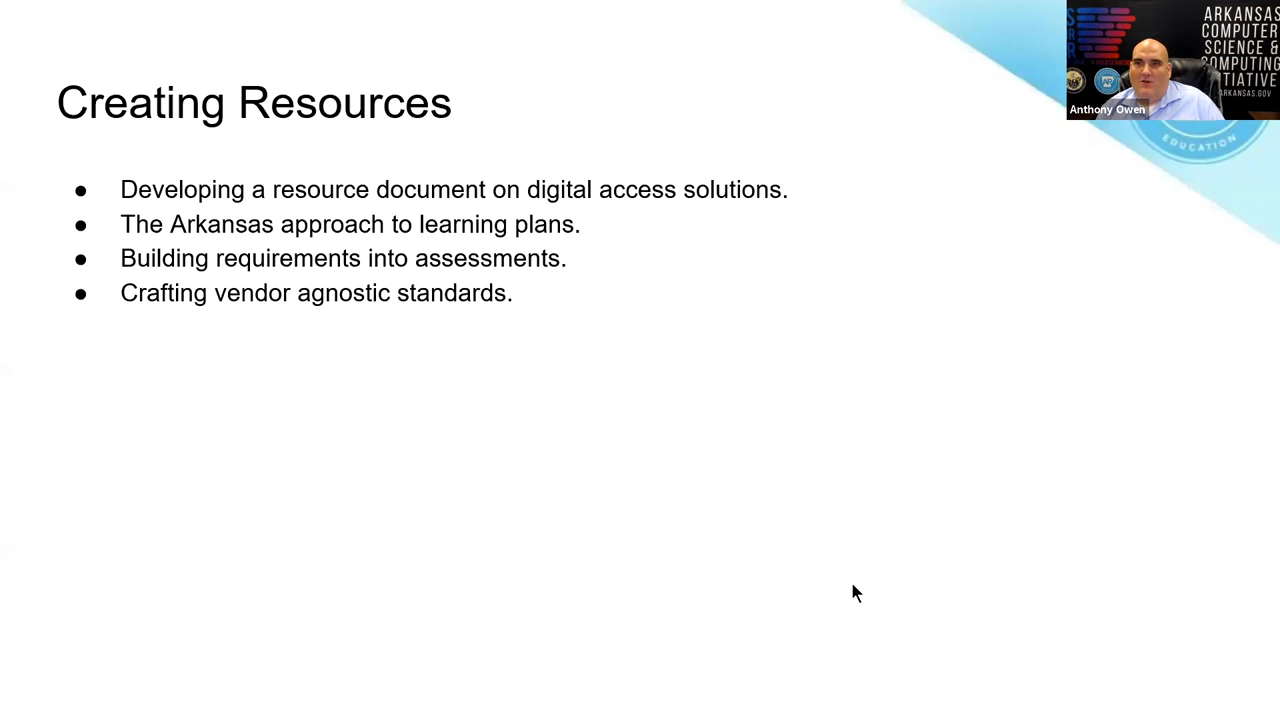 Creating Resources
● Developing a resource document on digital access solutions.
● The Arkansas approach to learning plans.
● Building requirements into assessments.
● Crafting vendor agnostic standards.
ARKANSAS
COMPUTER
SCIENCE &
COMPUTING
ITIATIVE
ARKANSAS.GOV
Anthony Owen
EDUCATION